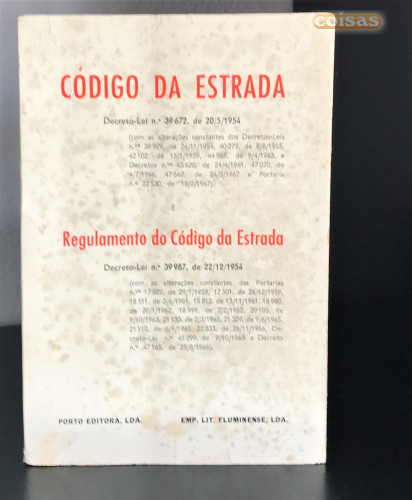 coisas
CÓDIGO DA ESTRADA
Decreto-Lei n.º 39 672, de 20/5/1954
(com as alterações constantes dos Decretos-Leis
n.ºs 39 929, de 24/11/1954, 40 275, de 8/8/1955,
42 102, de 15/1/1959, 44 965, de 9/4/1963, e
Decretos n.ºs 43 620, de 24/4/1961, 47 070, de
4/7/1966, 47 562, de 24/2/1967 e Portaria
n.º 22 530, de 18/2/1967).
E
Regulamento do Código da Estrada
Decreto-Lei n.º 39 987, de 22/12/1954
(com as alterações constantes das Portarias
n.ºs 17 022, de 29/1/1959, 17 501, de 26/12/1959,
18 351, de 3/4/1961, 18 812, de 13/11/1961, 18 980,
de 20/1/1962, 18 999, de 2/2/1962, 20 105, de
9/10/1963, 21 133, de 2/3/1965, 21 329, de 9/6/1965,
21 510, de 6/9/1965, 22 333, de 26/11/1966, De-
creto-Lei n.º 45 299, de 9/10/1963 e Decreto
n.º 47 165, de 25/8/1966).
PORTO EDITORA, LDA. EMP. LIT. FLUMINENSE, LDA.